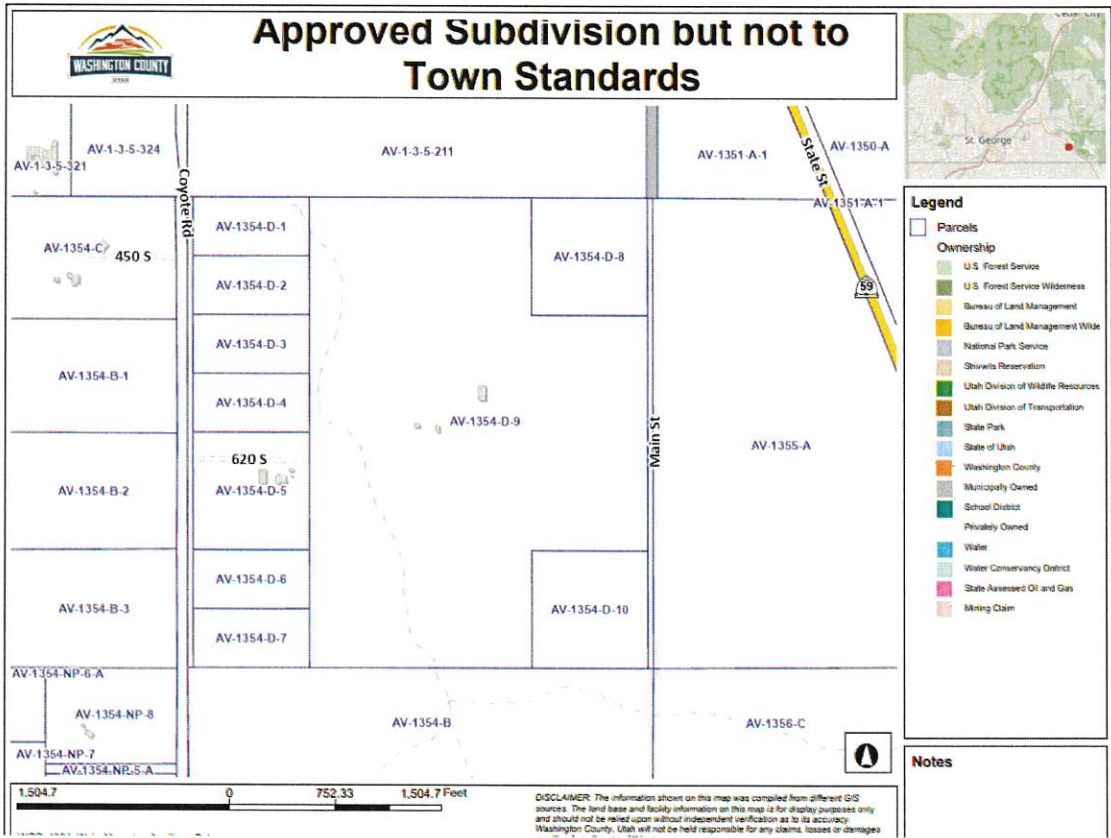 Approved Subdivision but not to
Town Standards
WASHINGTON COUNTY
UTAH
Cedar City
St. George
AV-1-3-5-324
AV-1-3-5-321
AV-1-3-5-211
AV-1351-A-1
AV-1350-A
State St
AV-1351-A-1
Coyote Rd
AV-1354-C
450 S
AV-1354-D-1
AV-1354-D-2
AV-1354-D-8
59
AV-1354-B-1
AV-1354-D-3
AV-1354-D-4
AV-1354-D-9
Main St
AV-1355-A
620 S
AV-1354-B-2
AV-1354-D-5
AV-1354-D-6
AV-1354-B-3
AV-1354-D-10
AV-1354-D-7
AV-1354-NP-6-A
AV-1354-NP-8
AV-1354-B
AV-1356-C
AV-1354-NP-7
AV-1354-NP-5-A
Legend
Parcels
Ownership
U.S. Forest Service
U.S. Forest Service Wilderness
Bureau of Land Management
Bureau of Land Management Wilde
National Park Service
Shivwits Reservation
Utah Division of Wildlife Resources
Utah Division of Transportation
State Park
State of Utah
Washington County
Municipally Owned
School District
Privately Owned
Water
Water Conservancy District
State Assessed Oil and Gas
Mining Claim
Notes
1,504.7 0 752.33 1,504.7 Feet
DISCLAIMER: The information shown on this map was compiled from different GIS
sources. The land base and facility information on this map is for display purposes only
and should not be relied upon without independent verification as to its accuracy.
Washington County, Utah will not be held responsible for any claims, losses or damages